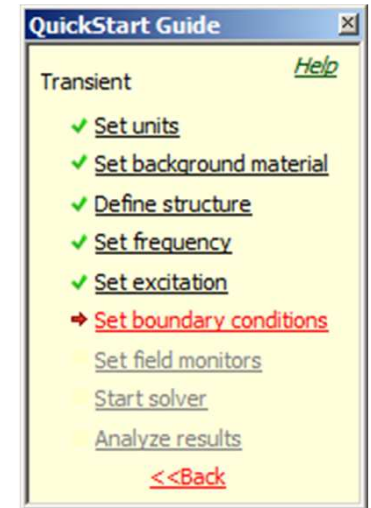 QuickStart Guide
Help
Transient
Set units
Set background material
Define structure
Set frequency
Set excitation
Set boundary conditions
Set field monitors
Start solver
Analyze results
<<Back